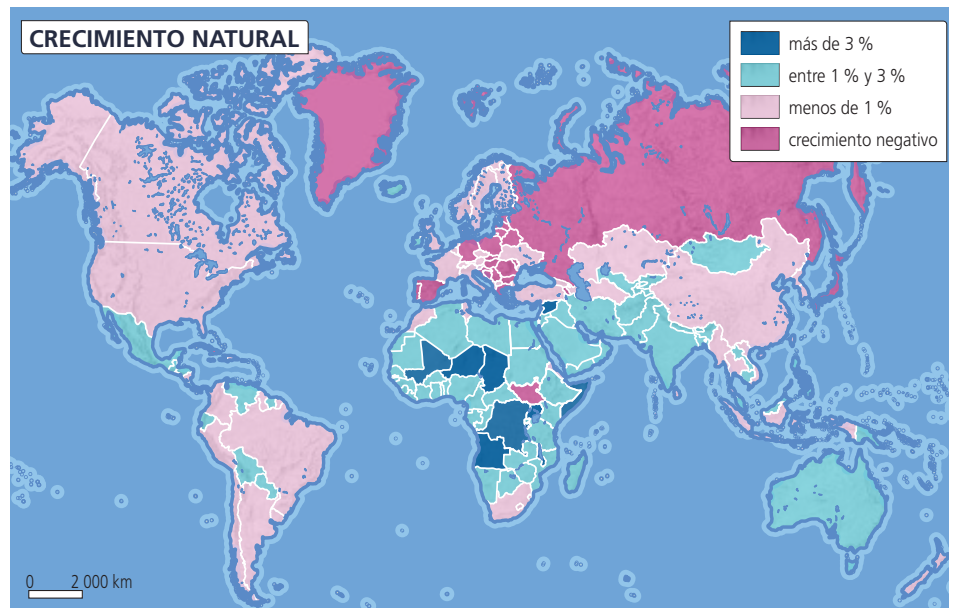 CRECIMIENTO NATURAL
más de 3 %
entre 1 % y 3 %
menos de 1 %
crecimiento negativo
0 2 000 km